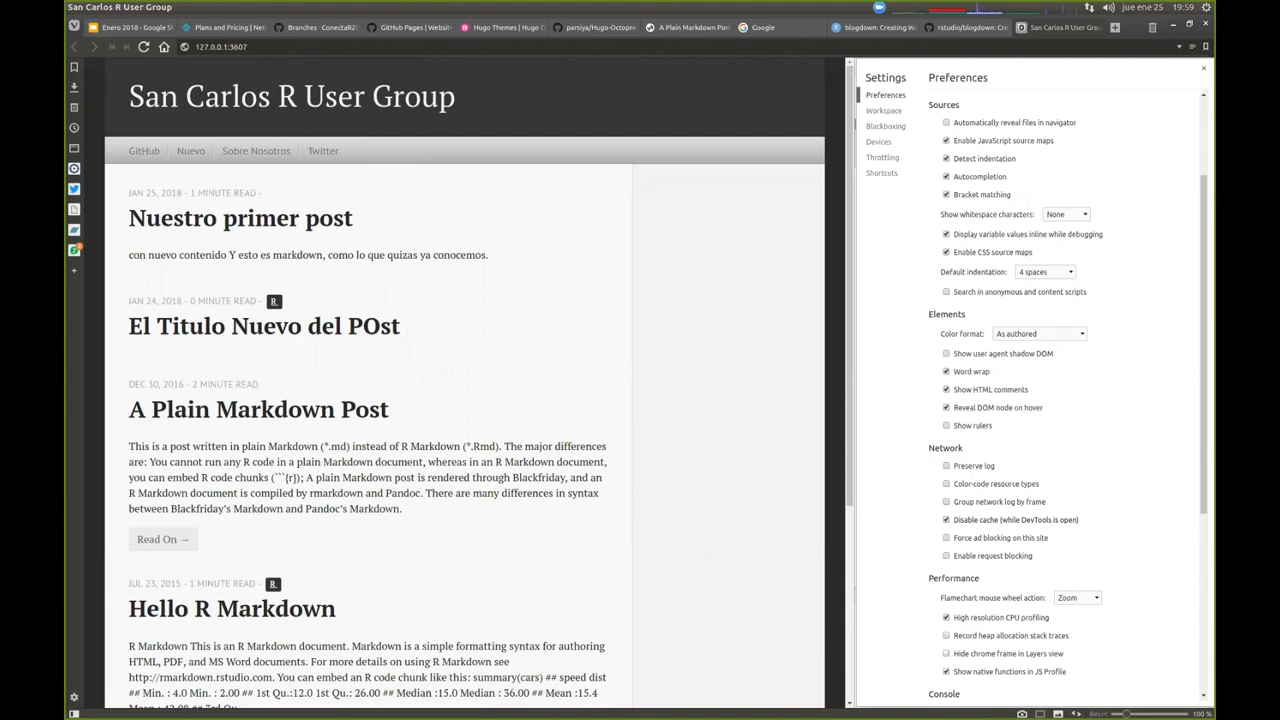 San Carlos R User Group
jue ene 25 19:59
Enero 2018 - Google S
Plans and Pricing | Net
Branches · ConectaR20
GitHub Pages | Website
Hugo Themes | Hugo D
parsiya/Hugo-Octopre
A Plain Markdown Post
Google
blogdown: Creating W
rstudio/blogdown: Cre
San Carlos R User Grou
127.0.0.1:3607
San Carlos R User Group
GitHub Nuevo Sobre Nosotros Twitter
JAN 25, 2018 - 1 MINUTE READ -
Nuestro primer post
con nuevo contenido Y esto es markdown, como lo que quizas ya conocemos.
JAN 24, 2018 - 0 MINUTE READ - R
El Titulo Nuevo del POst
DEC 30, 2016 - 2 MINUTE READ
A Plain Markdown Post
This is a post written in plain Markdown (*.md) instead of R Markdown (*.Rmd). The major differences
are: You cannot run any R code in a plain Markdown document, whereas in an R Markdown document,
you can embed R code chunks (```{r}); A plain Markdown post is rendered through Blackfriday, and an
R Markdown document is compiled by rmarkdown and Pandoc. There are many differences in syntax
between Blackfriday's Markdown and Pandoc's Markdown.
Read On →
JUL 23, 2015 - 1 MINUTE READ - R
Hello R Markdown
R Markdown This is an R Markdown document. Markdown is a simple formatting syntax for authoring
HTML, PDF, and MS Word documents. For more details on using R Markdown see
http://rmarkdown.rstudio.com. You can embed an R code chunk like this: summary(cars) ## speed dist
## Min. : 4.0 Min. : 2.00 ## 1st Qu.:12.0 1st Qu.: 26.00 ## Median :15.0 Median : 36.00 ## Mean :15.4
Settings
Preferences
Workspace
Blackboxing
Devices
Throttling
Shortcuts
Preferences
Sources
Automatically reveal files in navigator
Enable JavaScript source maps
Detect indentation
Autocompletion
Bracket matching
Show whitespace characters: None
Display variable values inline while debugging
Enable CSS source maps
Default indentation: 4 spaces
Search in anonymous and content scripts
Elements
Color format: As authored
Show user agent shadow DOM
Word wrap
Show HTML comments
Reveal DOM node on hover
Show rulers
Network
Preserve log
Color-code resource types
Group network log by frame
Disable cache (while DevTools is open)
Force ad blocking on this site
Enable request blocking
Performance
Flamechart mouse wheel action: Zoom
High resolution CPU profiling
Record heap allocation stack traces
Hide chrome frame in Layers view
Show native functions in JS Profile
Console
Reset
100 %